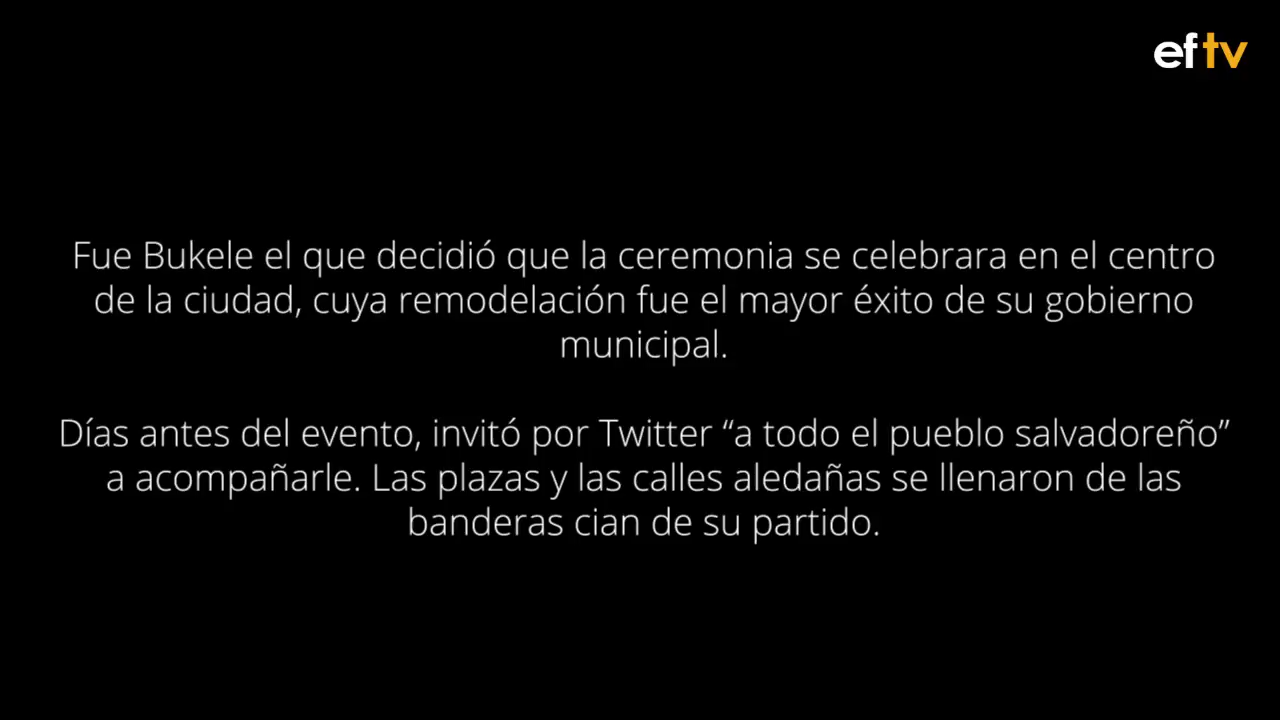 ef tv
Fue Bukele el que decidió que la ceremonia se celebrara en el centro
de la ciudad, cuya remodelación fue el mayor éxito de su gobierno
municipal.
Días antes del evento, invitó por Twitter “a todo el pueblo salvadoreño”
a acompañarle. Las plazas y las calles aledañas se llenaron de las
banderas cian de su partido.